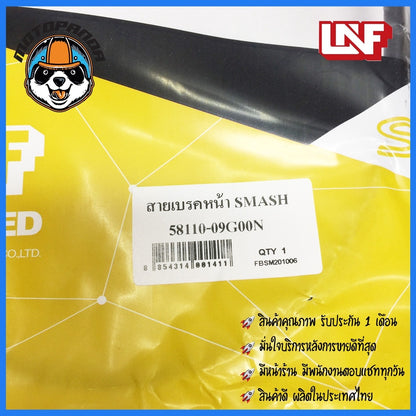 MOTOPANDA
UNF
S
F
ED
CO.,LTD.
สายเบรคหน้า SMASH
58110-09G00N
8 854314 001411
QTY 1
FBSM201006
สินค้าคุณภาพ รับประกัน 1 เดือน
มั่นใจบริการหลังการขายดีที่สุด
มีหน้าร้าน มีพนักงานตอบแชททุกวัน
สินค้าดี ผลิตในประเทศไทย